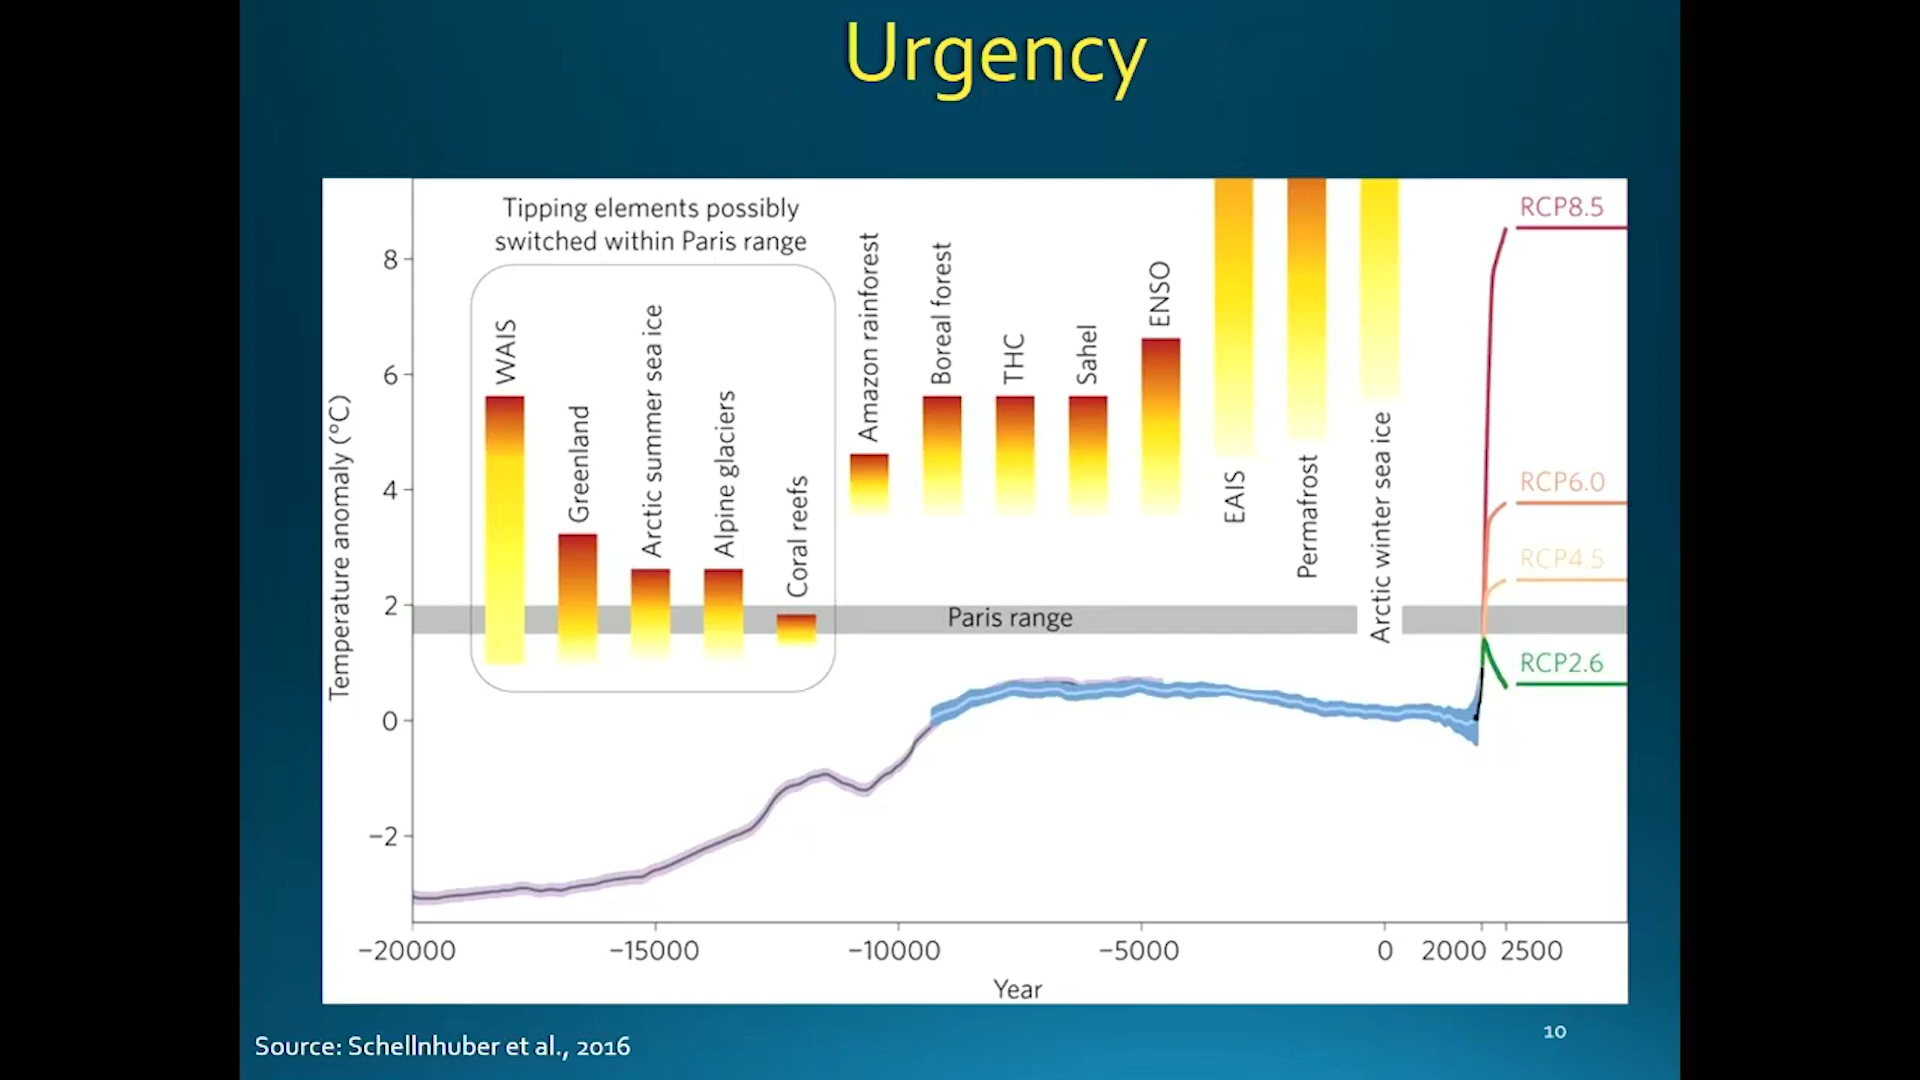 Urgency
Tipping elements possibly
switched within Paris range
WAIS
Greenland
Arctic summer sea ice
Alpine glaciers
Coral reefs
Amazon rainforest
Boreal forest
THC
Sahel
ENSO
EAIS
Permafrost
Arctic winter sea ice
RCP8.5
RCP6.0
RCP4.5
RCP2.6
Paris range
Temperature anomaly (°C)
8
6
4
2
0
−2
−20000 −15000 −10000 −5000 0 2000 2500
Year
Source: Schellnhuber et al., 2016
10